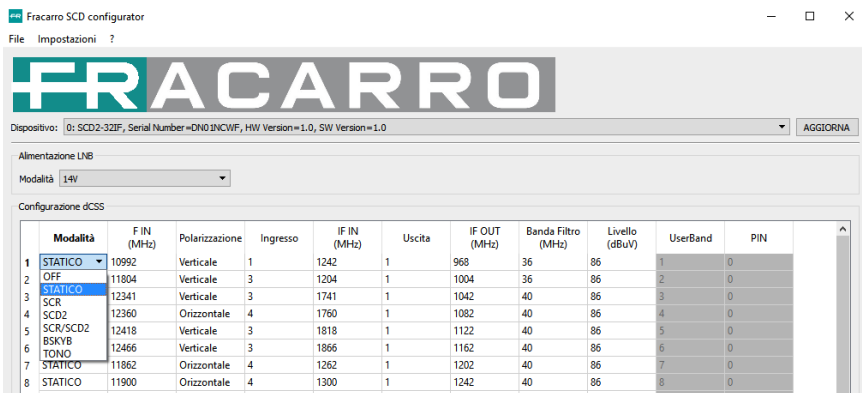 FR Fracarro SCD configurator
File Impostazioni ?
FRACARRO
Dispositivo: 0: SCD2-32IF, Serial Number=DN01NCWF, HW Version=1.0, SW Version=1.0 AGGIORNA
Alimentazione LNB
Modalità 14V
Configurazione dCSS
Modalità F IN (MHz) Polarizzazione Ingresso IF IN (MHz) Uscita IF OUT (MHz) Banda Filtro (MHz) Livello (dBuV) UserBand PIN
1 STATICO 10992 Verticale 1 1242 1 968 36 86 1 0
2 OFF 11804 Verticale 3 1204 1 1004 36 86 2 0
STATICO
3 SCR 12341 Verticale 3 1741 1 1042 40 86 3 0
4 SCD2 12360 Orizzontale 4 1760 1 1082 40 86 4 0
5 SCR/SCD2 12418 Verticale 3 1818 1 1122 40 86 5 0
BSKYB
6 TONO 12466 Verticale 3 1866 1 1162 40 86 6 0
7 STATICO 11862 Orizzontale 4 1262 1 1202 40 86 7 0
8 STATICO 11900 Orizzontale 4 1300 1 1242 40 86 8 0